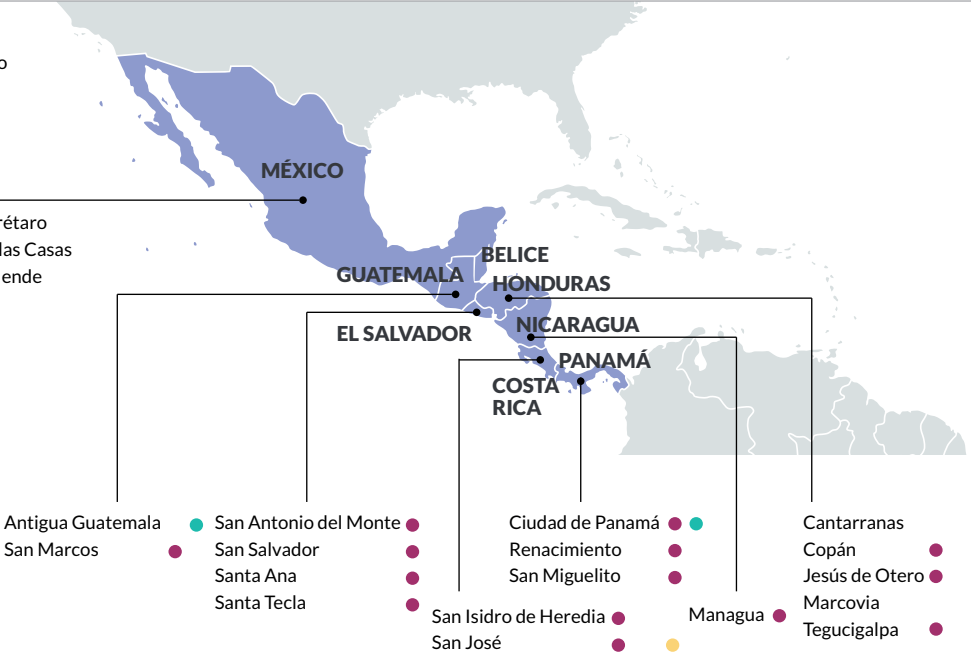 o
MÉXICO
rétaro
las Casas
ende
BELICE
GUATEMALA
HONDURAS
NICARAGUA
EL SALVADOR
PANAMÁ
COSTA
RICA
Antigua Guatemala
San Marcos
San Antonio del Monte
San Salvador
Santa Ana
Santa Tecla
San Isidro de Heredia
San José
Ciudad de Panamá
Renacimiento
San Miguelito
Managua
Cantarranas
Copán
Jesús de Otero
Marcovia
Tegucigalpa